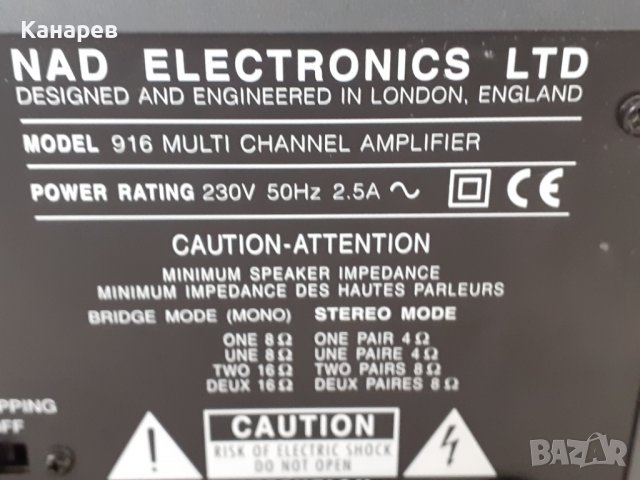 Канарев
NAD ELECTRONICS LTD
DESIGNED AND ENGINEERED IN LONDON, ENGLAND
MODEL 916 MULTI CHANNEL AMPLIFIER
POWER RATING 230V 50Hz 2.5A ~ CE
CAUTION-ATTENTION
MINIMUM SPEAKER IMPEDANCE
MINIMUM IMPEDANCE DES HAUTES PARLEURS
BRIDGE MODE (MONO) STEREO MODE
ONE 8Ω ONE PAIR 4Ω
UNE 8Ω UNE PAIRE 4Ω
TWO 16Ω TWO PAIRS 8Ω
DEUX 16Ω DEUX PAIRES 8Ω
PPING
OFF
CAUTION
RISK OF ELECTRIC SHOCK
DO NOT OPEN
BAZAR